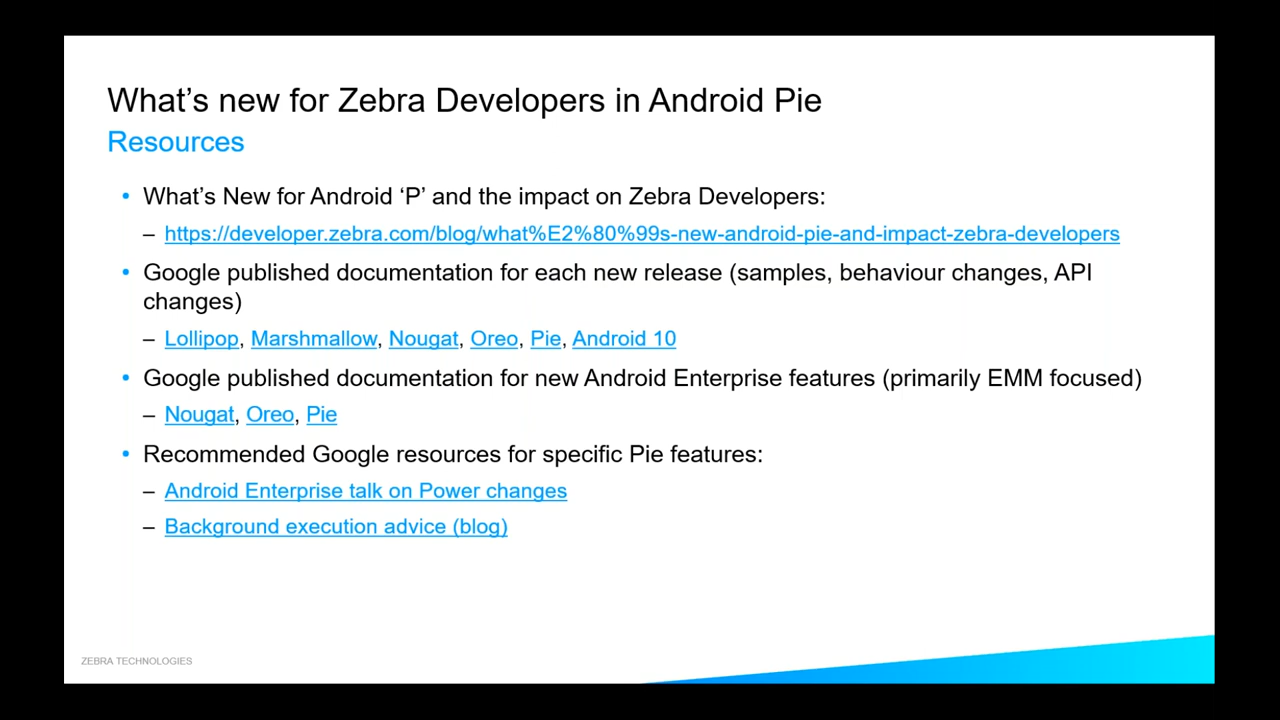 What’s new for Zebra Developers in Android Pie
Resources
• What’s New for Android ‘P’ and the impact on Zebra Developers:
– https://developer.zebra.com/blog/what%E2%80%99s-new-android-pie-and-impact-zebra-developers
• Google published documentation for each new release (samples, behaviour changes, API
changes)
– Lollipop, Marshmallow, Nougat, Oreo, Pie, Android 10
• Google published documentation for new Android Enterprise features (primarily EMM focused)
– Nougat, Oreo, Pie
• Recommended Google resources for specific Pie features:
– Android Enterprise talk on Power changes
– Background execution advice (blog)
ZEBRA TECHNOLOGIES